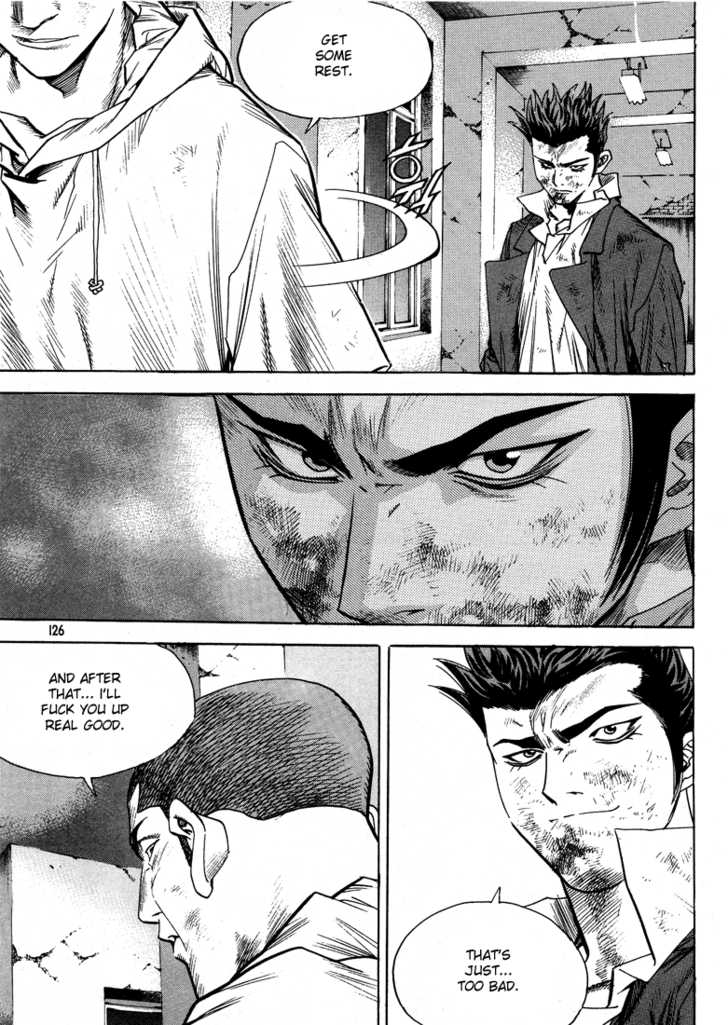 GET
SOME
REST.
126
AND AFTER
THAT... I'LL
FUCK YOU UP
REAL GOOD.
THAT'S
JUST...
TOO BAD.